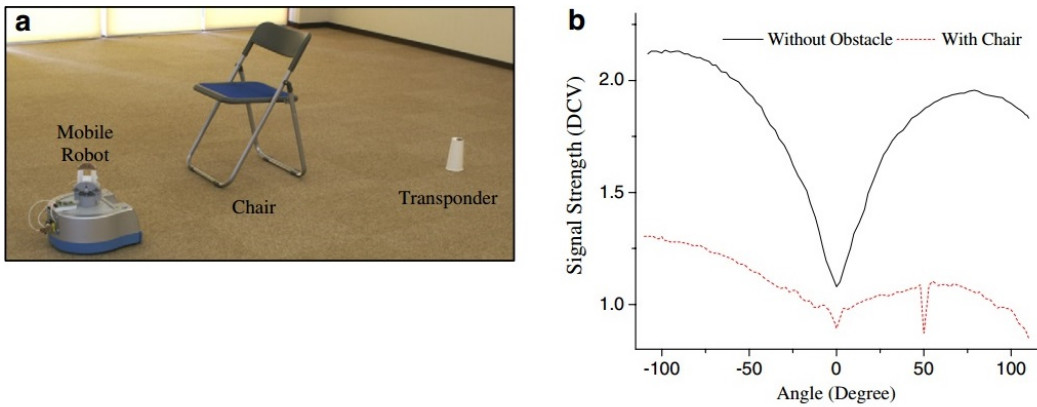 a
Mobile
Robot
Chair
Transponder
b
Without Obstacle
With Chair
Signal Strength (DCV)
2.0
1.5
1.0
-100
-50
0
50
100
Angle (Degree)